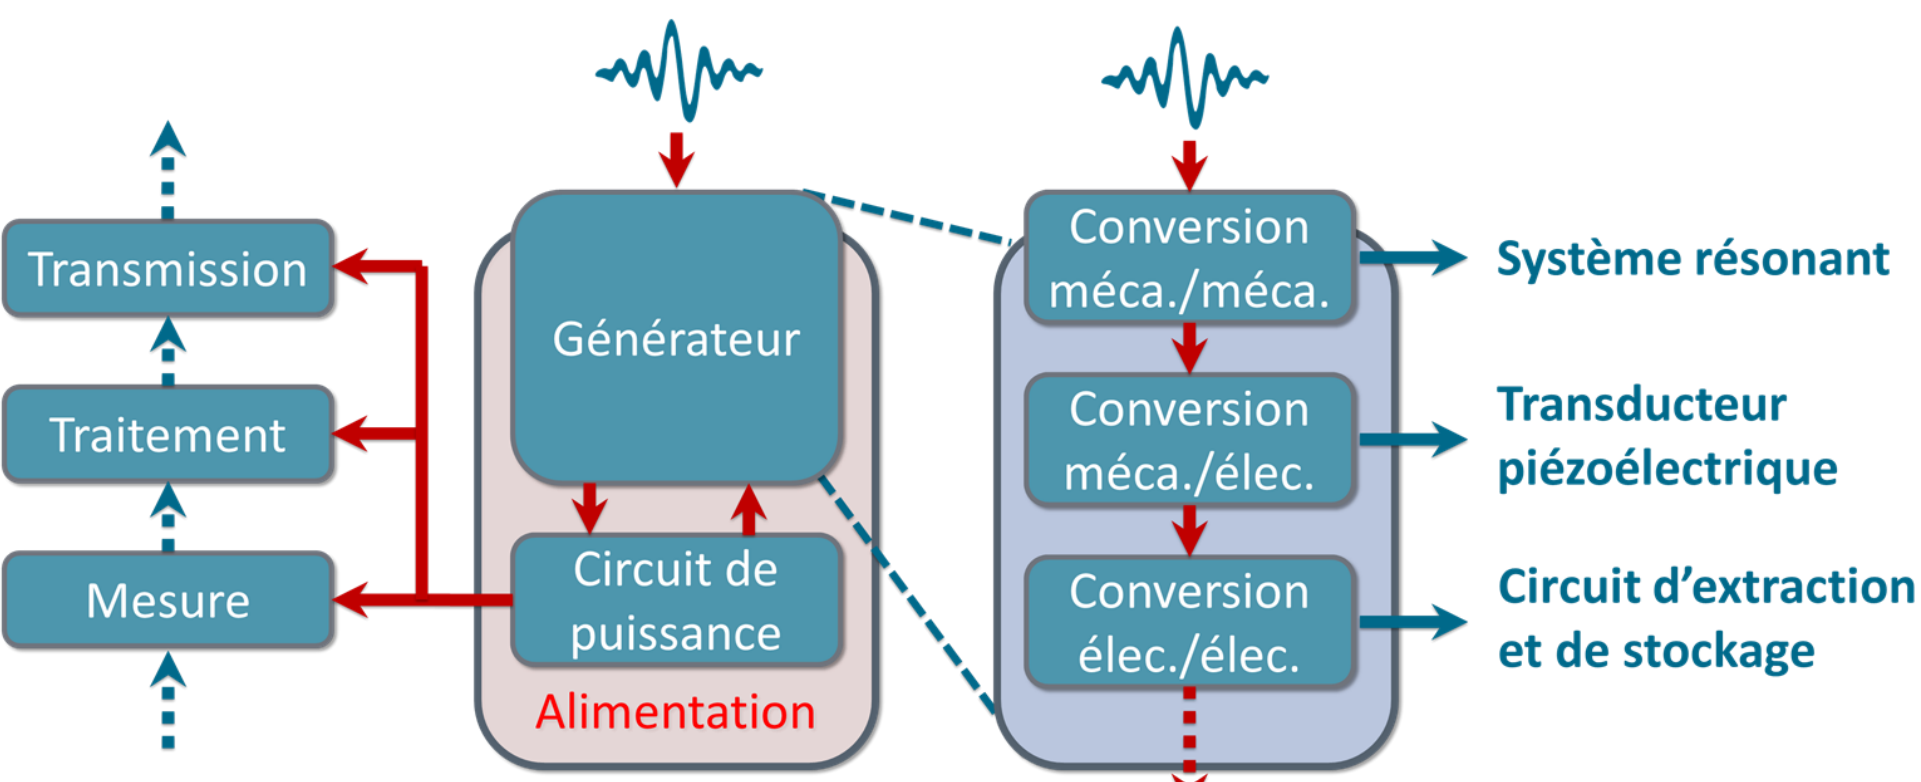 Transmission
Traitement
Mesure
Générateur
Circuit de
puissance
Alimentation
Conversion
méca./méca.
Conversion
méca./élec.
Conversion
élec./élec.
Système résonant
Transducteur
piézoélectrique
Circuit d’extraction
et de stockage